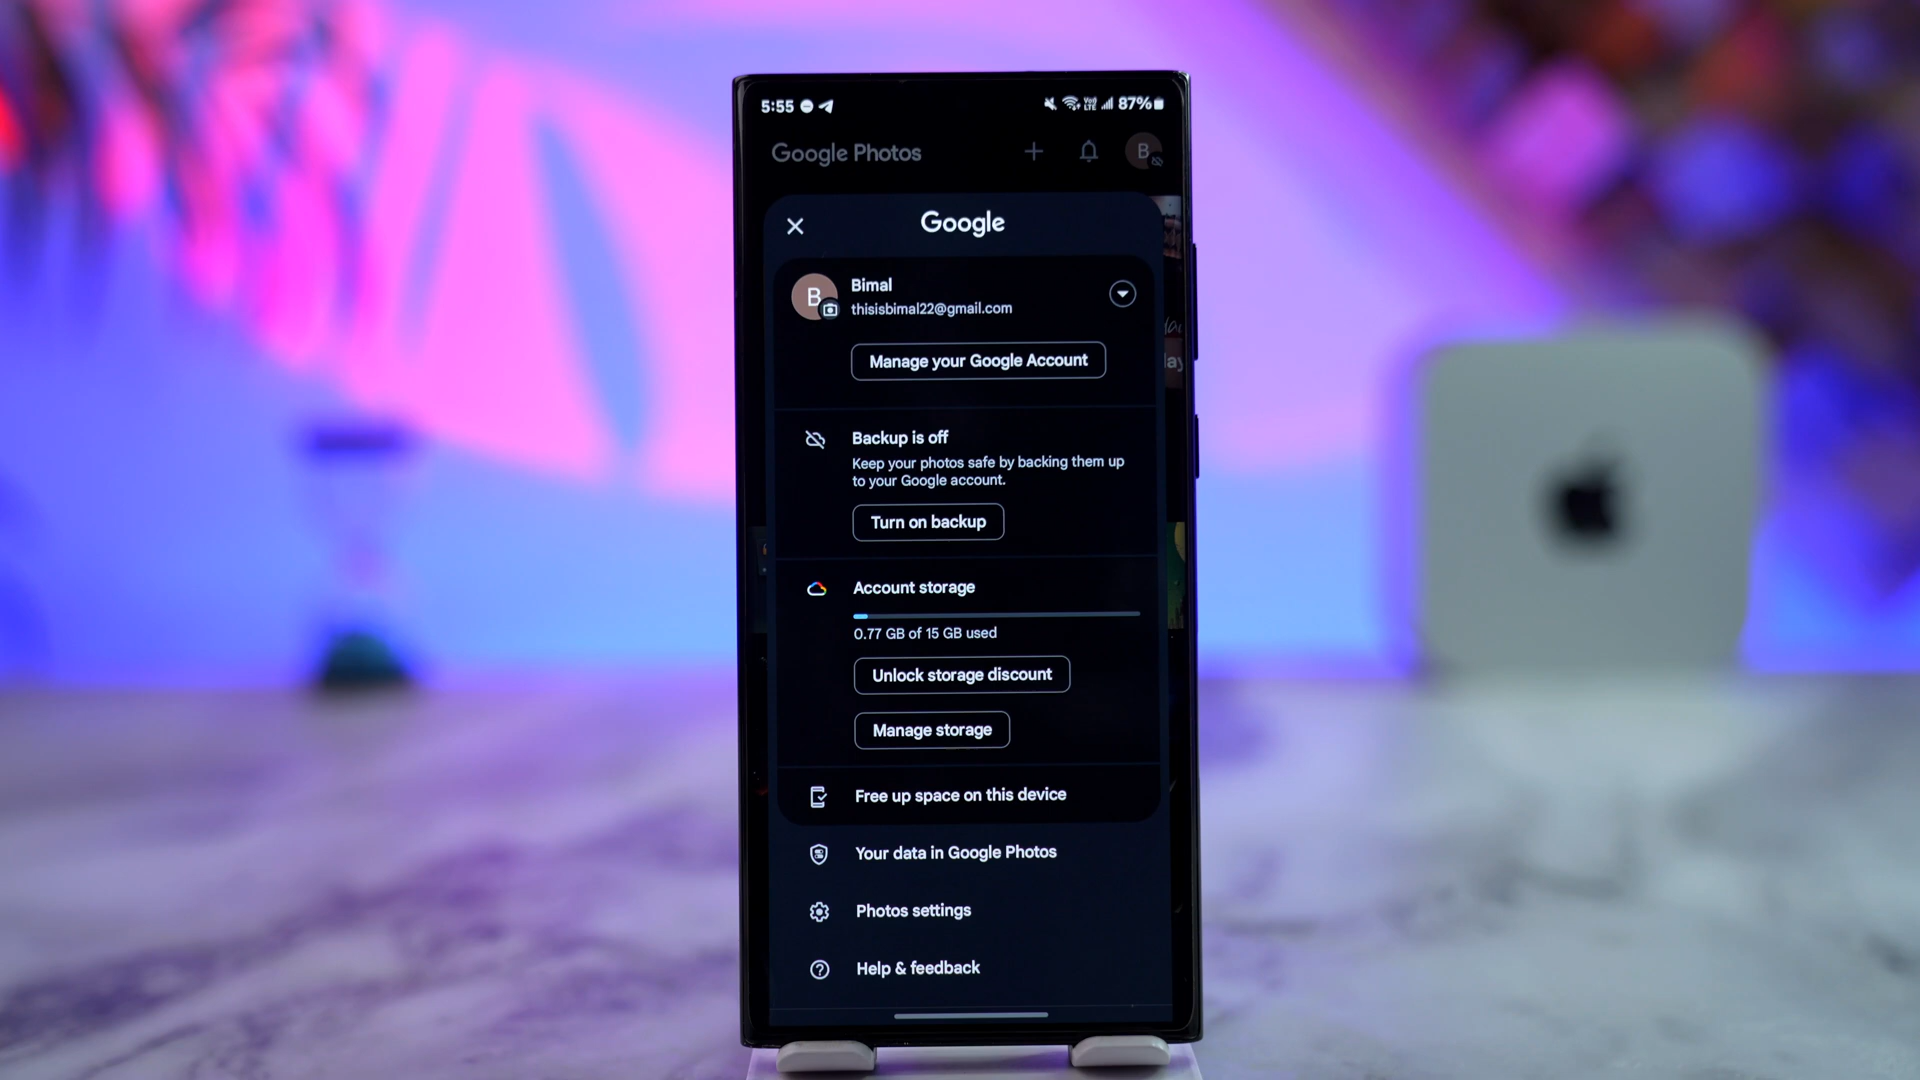 5:55
Vo)) LTE 87%
Google Photos
B
Google
B
Bimal
thisisbimal22@gmail.com
Manage your Google Account
Backup is off
Keep your photos safe by backing them up
to your Google account.
Turn on backup
Account storage
0.77 GB of 15 GB used
Unlock storage discount
Manage storage
Free up space on this device
Your data in Google Photos
Photos settings
Help & feedback